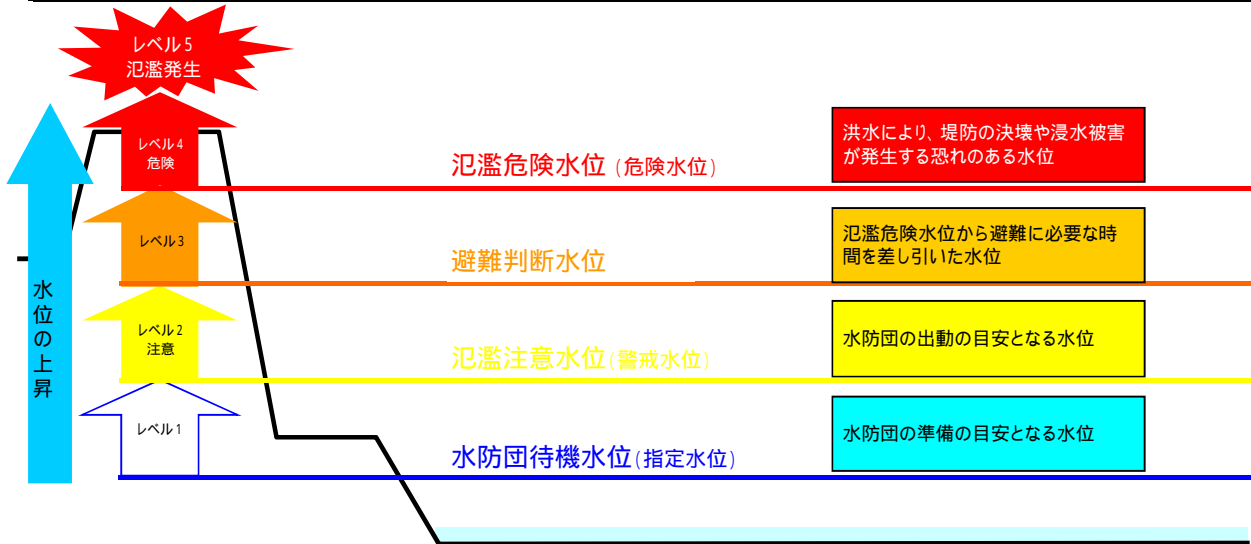 レベル5
氾濫発生
レベル4
危険
氾濫危険水位 (危険水位)
洪水により、堤防の決壊や浸水被害
が発生する恐れのある水位
レベル3
避難判断水位
氾濫危険水位から避難に必要な時
間を差し引いた水位
水位の上昇
レベル2
注意
氾濫注意水位(警戒水位)
水防団の出動の目安となる水位
レベル1
水防団待機水位(指定水位)
水防団の準備の目安となる水位